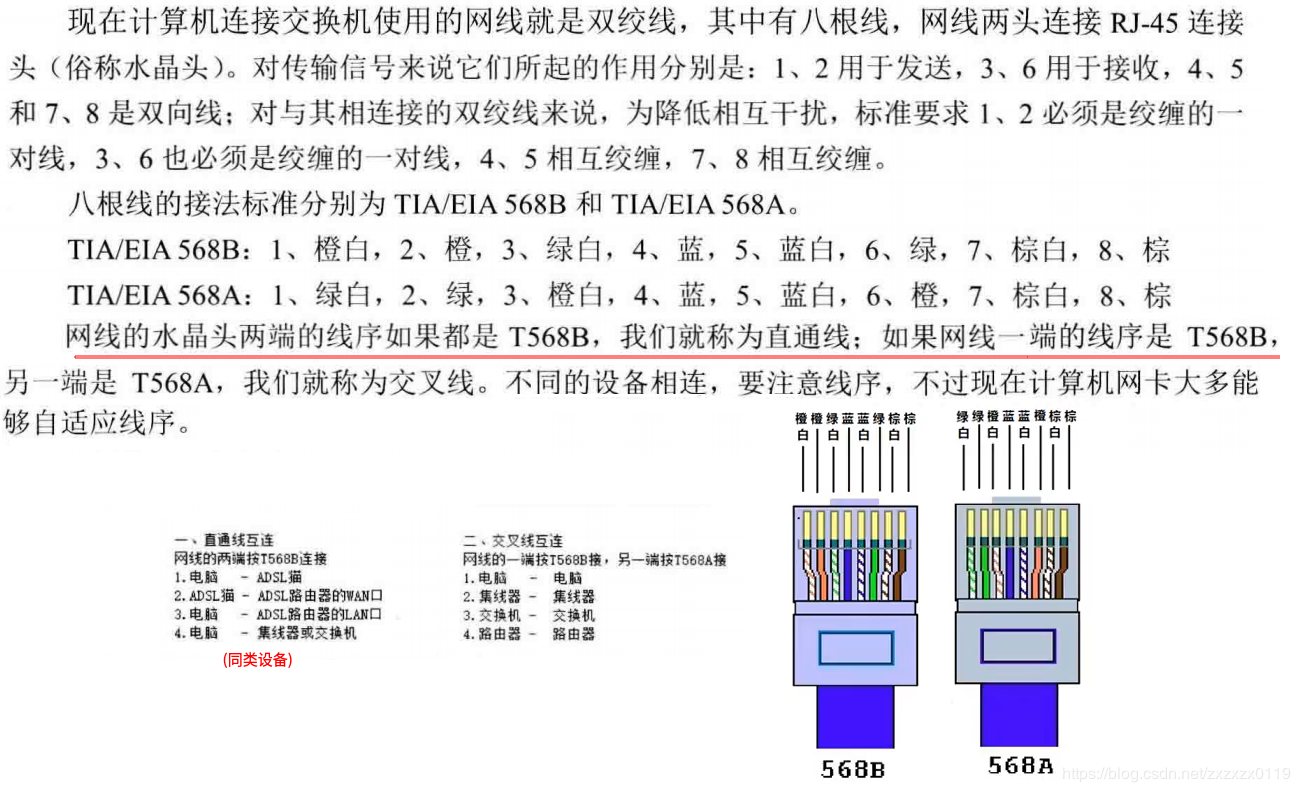 现在计算机连接交换机使用的网线就是双绞线，其中有八根线，网线两头连接 RJ-45 连接
头（俗称水晶头）。对传输信号来说它们所起的作用分别是：1、2 用于发送，3、6 用于接收，4、5
和 7、8 是双向线；对与其相连接的双绞线来说，为降低相互干扰，标准要求 1、2 必须是绞缠的一
对线，3、6 也必须是绞缠的一对线，4、5 相互绞缠，7、8 相互绞缠。
八根线的接法标准分别为 TIA/EIA 568B 和 TIA/EIA 568A。
TIA/EIA 568B：1、橙白，2、橙，3、绿白，4、蓝，5、蓝白，6、绿，7、棕白，8、棕
TIA/EIA 568A：1、绿白，2、绿，3、橙白，4、蓝，5、蓝白，6、橙，7、棕白，8、棕
网线的水晶头两端的线序如果都是 T568B，我们就称为直通线；如果网线一端的线序是 T568B，
另一端是 T568A，我们就称为交叉线。不同的设备相连，要注意线序，不过现在计算机网卡大多能
够自适应线序。
一、直通线互连
网线的两端按T568B连接
1.电脑 - ADSL猫
2.ADSL猫 - ADSL路由器的WAN口
3.电脑 - ADSL路由器的LAN口
4.电脑 - 集线器或交换机
(同类设备)
二、交叉线互连
网线的一端按T568B接，另一端按T568A接
1.电脑 - 电脑
2.集线器 - 集线器
3.交换机 - 交换机
4.路由器 - 路由器
橙 橙 绿 蓝 蓝 绿 棕 棕
白 白 白 白
568B
绿 绿 橙 蓝 蓝 橙 棕 棕
白 白 白 白
568A
https://blog.csdn.net/zxzxzx0119